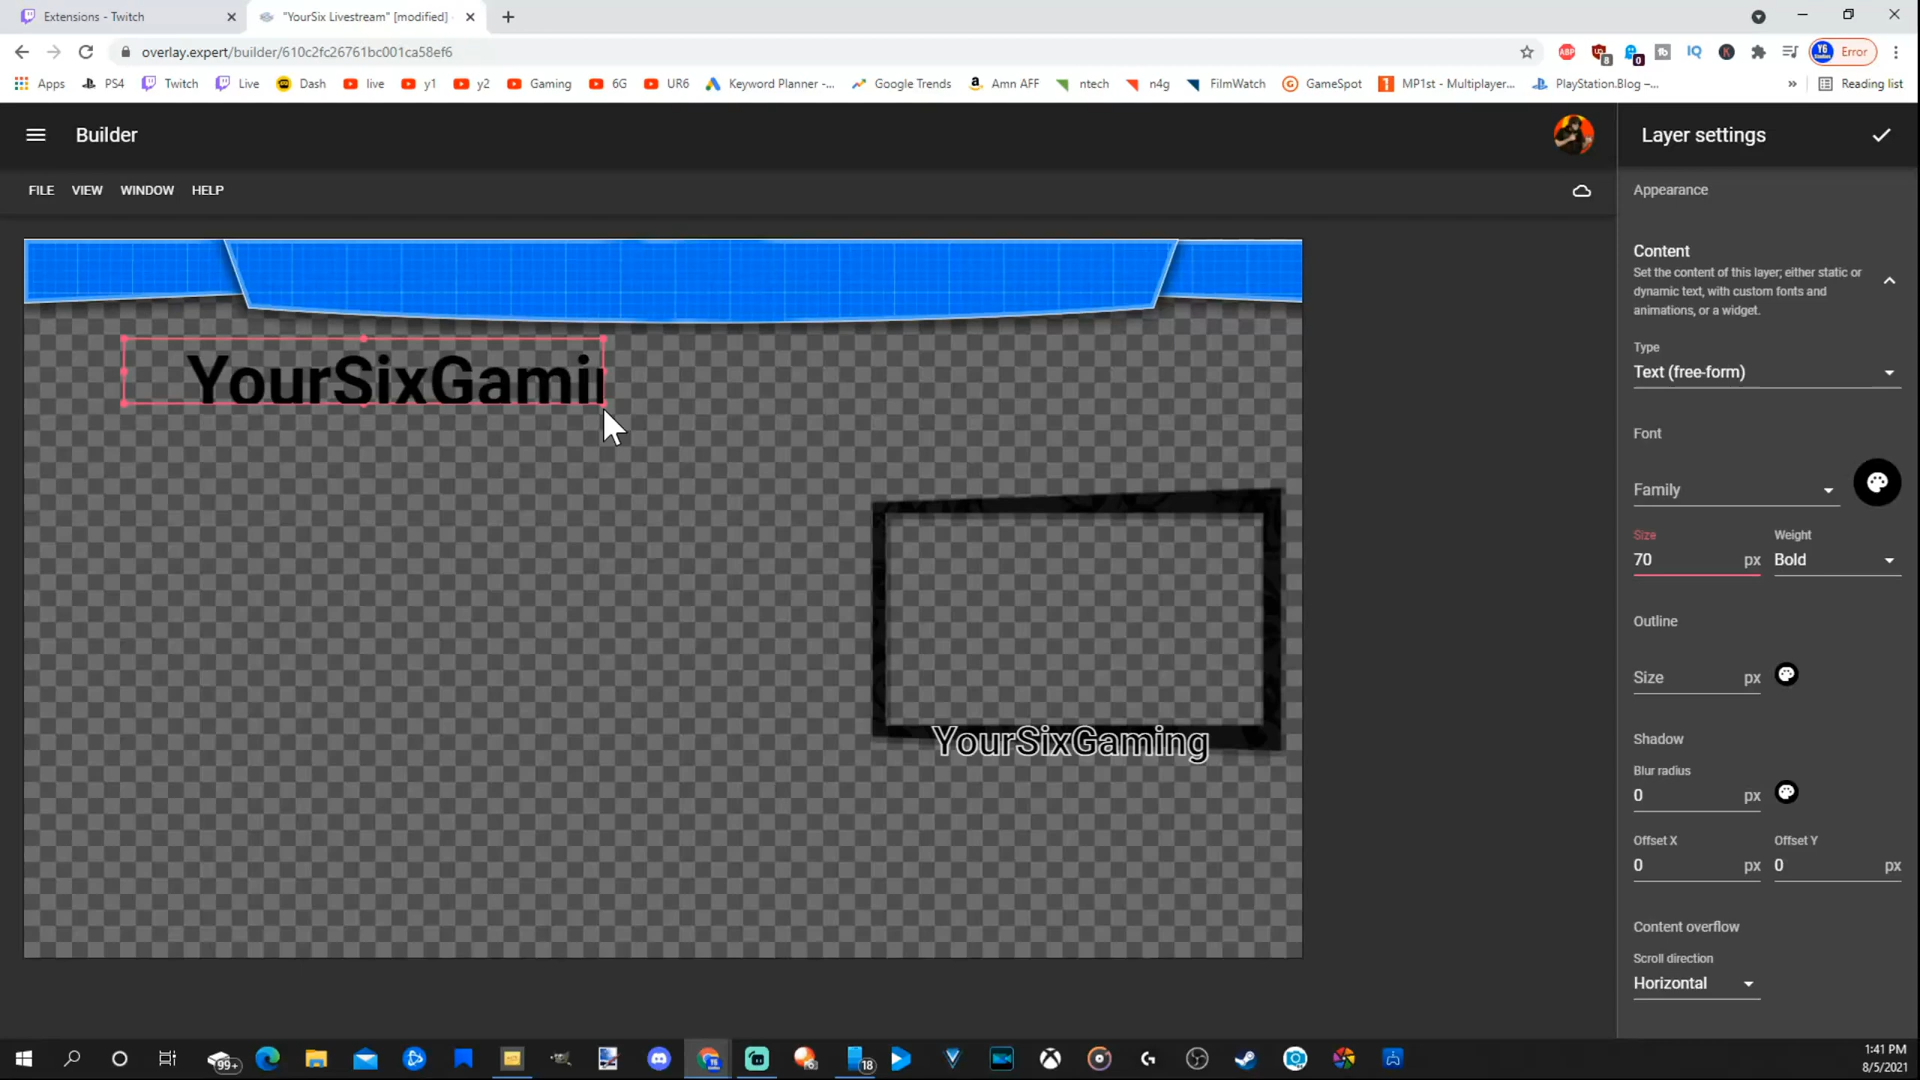 Extensions - Twitch
"YourSix Livestream" [modified]
overlay.expert/builder/610c2fc26761bc001ca58ef6
Error
Apps
PS4
Twitch
Live
Dash
live
y1
y2
Gaming
6G
UR6
Keyword Planner -...
Google Trends
Amn AFF
ntech
n4g
FilmWatch
GameSpot
MP1st - Multiplayer...
PlayStation.Blog –...
Reading list
Builder
Layer settings
FILE
VIEW
WINDOW
HELP
Appearance
Content
Set the content of this layer; either static or
dynamic text, with custom fonts and
animations, or a widget.
Type
Text (free-form)
YourSixGamin
Font
Family
Size
Weight
70 px
Bold
Outline
Size px
YourSixGaming
Shadow
Blur radius
0 px
Offset X
Offset Y
0 px
0 px
Content overflow
Scroll direction
Horizontal
99+
18
1:41 PM
8/5/2021